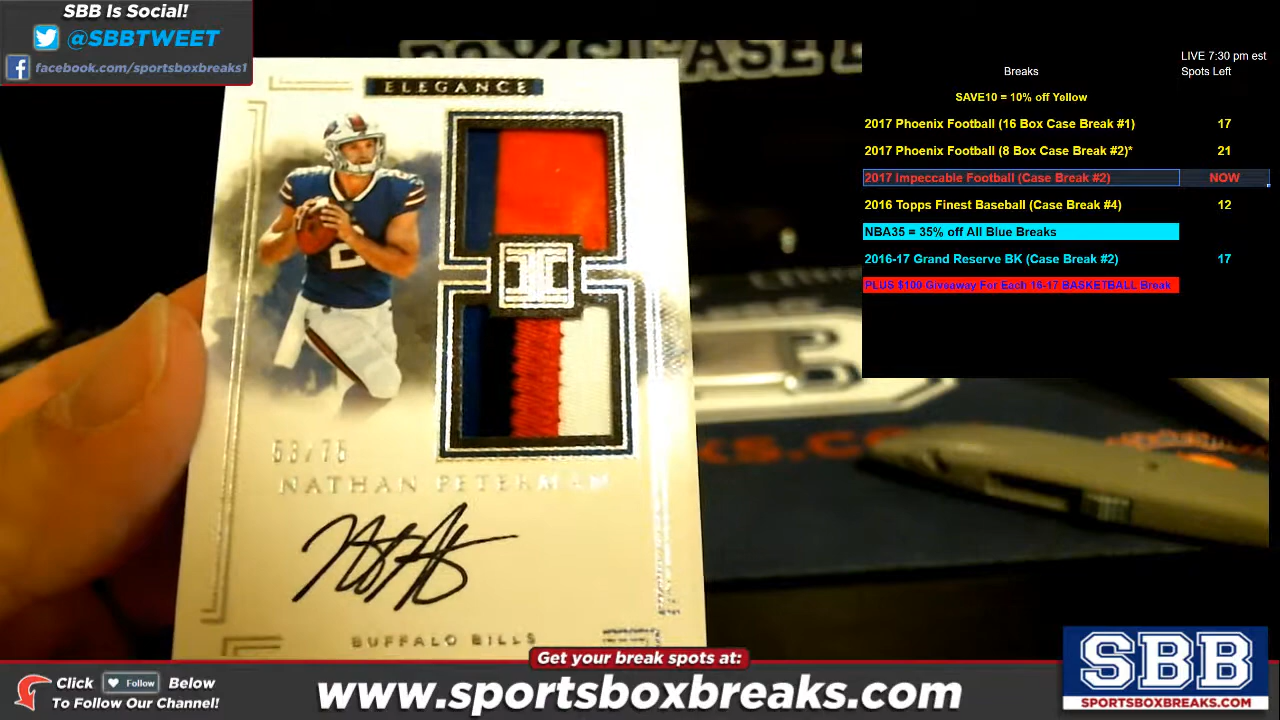 SBB Is Social!
@SBBTWEET
facebook.com/sportsboxbreaks1
ELEGANCE
2
53/75
NATHAN PETERMAN
BUFFALO BILLS
LIVE 7:30 pm est
Breaks Spots Left
SAVE10 = 10% off Yellow
2017 Phoenix Football (16 Box Case Break #1) 17
2017 Phoenix Football (8 Box Case Break #2)* 21
2017 Impeccable Football (Case Break #2) NOW
2016 Topps Finest Baseball (Case Break #4) 12
NBA35 = 35% off All Blue Breaks
2016-17 Grand Reserve BK (Case Break #2) 17
PLUS $100 Giveaway For Each 16-17 BASKETBALL Break
Get your break spots at:
Click Follow Below
To Follow Our Channel!
www.sportsboxbreaks.com
SBB
SPORTSBOXBREAKS.COM